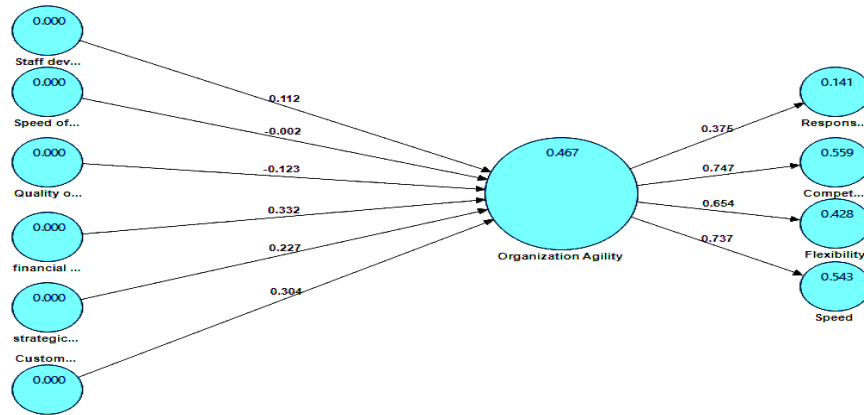 0.000
Staff dev...
0.000
Speed of...
0.000
Quality o...
0.000
financial ...
0.000
strategic...
Custom...
0.000
0.112
-0.002
-0.123
0.332
0.227
0.304
0.467
Organization Agility
0.375
0.747
0.654
0.737
0.141
Respons...
0.559
Compet...
0.428
Flexibility
0.543
Speed